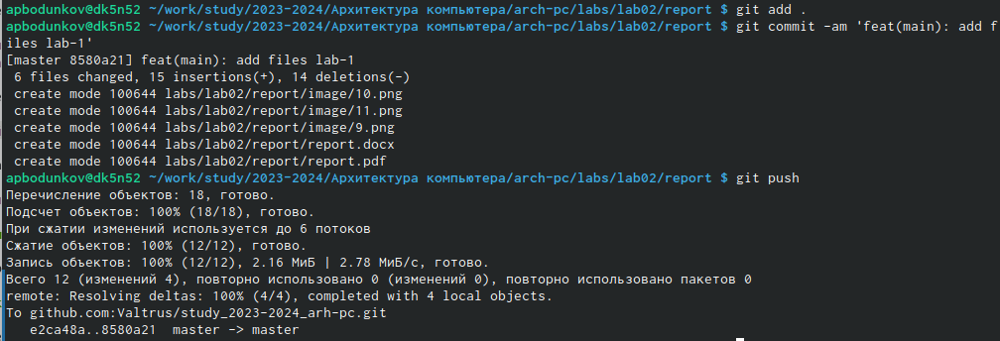 apbodunkov@dk5n52 ~/work/study/2023-2024/Архитектура компьютера/arch-pc/labs/lab02/report $ git add .
apbodunkov@dk5n52 ~/work/study/2023-2024/Архитектура компьютера/arch-pc/labs/lab02/report $ git commit -am 'feat(main): add f
iles lab-1'
[master 8580a21] feat(main): add files lab-1
 6 files changed, 15 insertions(+), 14 deletions(-)
 create mode 100644 labs/lab02/report/image/10.png
 create mode 100644 labs/lab02/report/image/11.png
 create mode 100644 labs/lab02/report/image/9.png
 create mode 100644 labs/lab02/report/report.docx
 create mode 100644 labs/lab02/report/report.pdf
apbodunkov@dk5n52 ~/work/study/2023-2024/Архитектура компьютера/arch-pc/labs/lab02/report $ git push
Перечисление объектов: 18, готово.
Подсчет объектов: 100% (18/18), готово.
При сжатии изменений используется до 6 потоков
Сжатие объектов: 100% (12/12), готово.
Запись объектов: 100% (12/12), 2.16 МиБ | 2.78 МиБ/с, готово.
Всего 12 (изменений 4), повторно использовано 0 (изменений 0), повторно использовано пакетов 0
remote: Resolving deltas: 100% (4/4), completed with 4 local objects.
To github.com:Valtrus/study_2023-2024_arh-pc.git
   e2ca48a..8580a21  master -> master